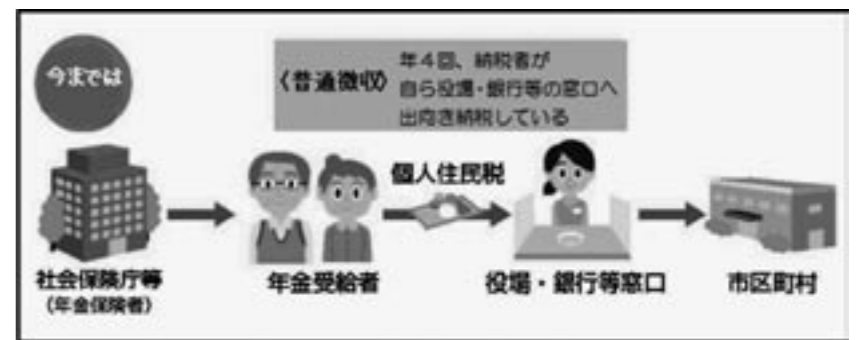 今までは
〈普通徴収〉
年4回、納税者が
自ら役場・銀行等の窓口へ
出向き納税している
個人住民税
社会保険庁等
(年金保険者)
年金受給者
役場・銀行等窓口
市区町村